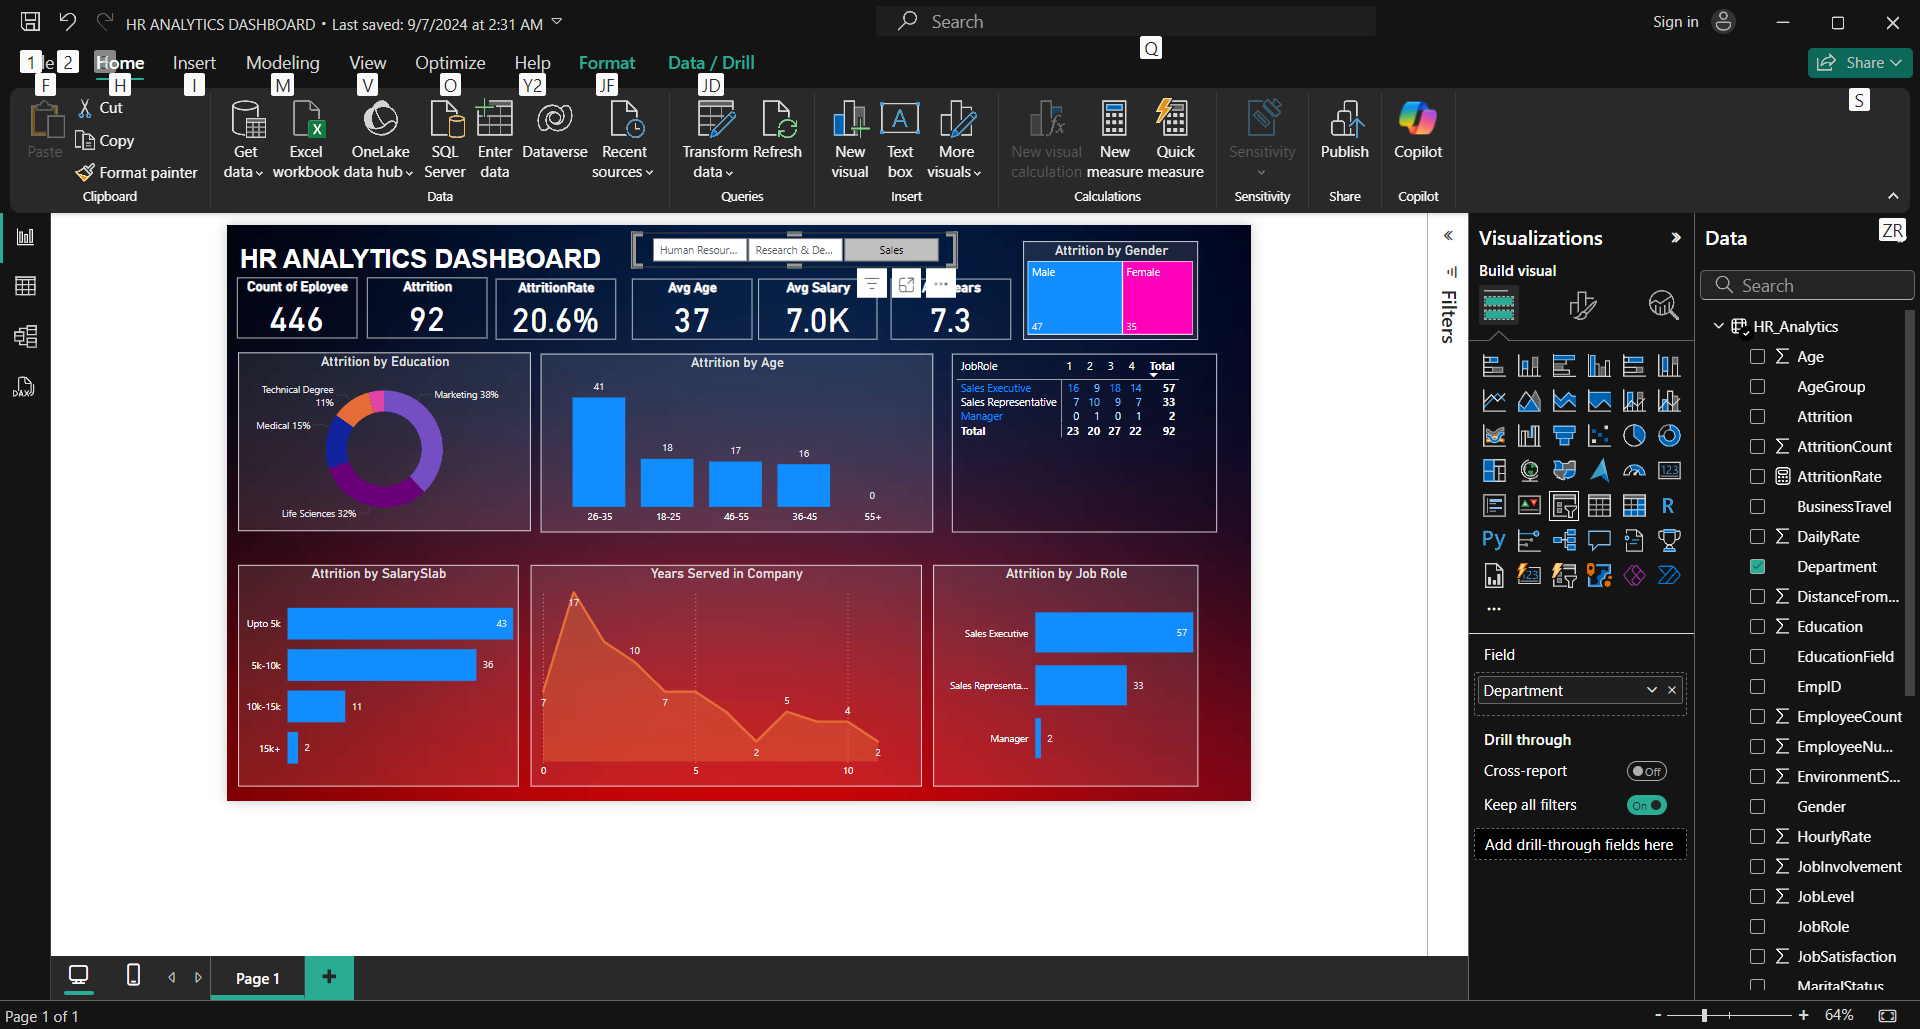 HR ANALYTICS DASHBOARD • Last saved: 9/7/2024 at 2:31 AM
Search
Sign in
1 2 Home Insert Modeling View Optimize Help Format Data / Drill
Q
Share
F H I M V O Y2 JF JD S
Paste
Cut
Copy
Format painter
Clipboard
Get data
Excel workbook
OneLake data hub
SQL Server
Enter data
Dataverse
Recent sources
Data
Transform data
Refresh
Queries
New visual
Text box
More visuals
Insert
New visual calculation
New measure
Quick measure
Calculations
Sensitivity
Sensitivity
Publish
Share
Copilot
Copilot
HR ANALYTICS DASHBOARD
Human Resour...
Research & De...
Sales
Count of Eployee
446
Attrition
92
AttritionRate
20.6%
Avg Age
37
Avg Salary
7.0K
ears
7.3
Attrition by Gender
Male
47
Female
35
Attrition by Education
Technical Degree
11%
Marketing 38%
Medical 15%
Life Sciences 32%
Attrition by Age
41
18
17
16
0
26-35 18-25 46-55 36-45 55+
JobRole 1 2 3 4 Total
Sales Executive 16 9 18 14 57
Sales Representative 7 10 9 7 33
Manager 0 1 0 1 2
Total 23 20 27 22 92
Attrition by SalarySlab
Upto 5k 43
5k-10k 36
10k-15k 11
15k+ 2
Years Served in Company
17
10
7
7
5
4
2
2
0 5 10
Attrition by Job Role
Sales Executive 57
Sales Representa... 33
Manager 2
Filters
Visualizations
Build visual
123
R
Py
123
...
Field
Department
Drill through
Cross-report
Off
Keep all filters
On
Add drill-through fields here
Data
ZR
Search
HR_Analytics
Age
AgeGroup
Attrition
AttritionCount
AttritionRate
BusinessTravel
DailyRate
Department
DistanceFrom...
Education
EducationField
EmpID
EmployeeCount
EmployeeNu...
EnvironmentS...
Gender
HourlyRate
JobInvolvement
JobLevel
JobRole
JobSatisfaction
MaritalStatus
DAX
Page 1
+
Page 1 of 1
- + 64%